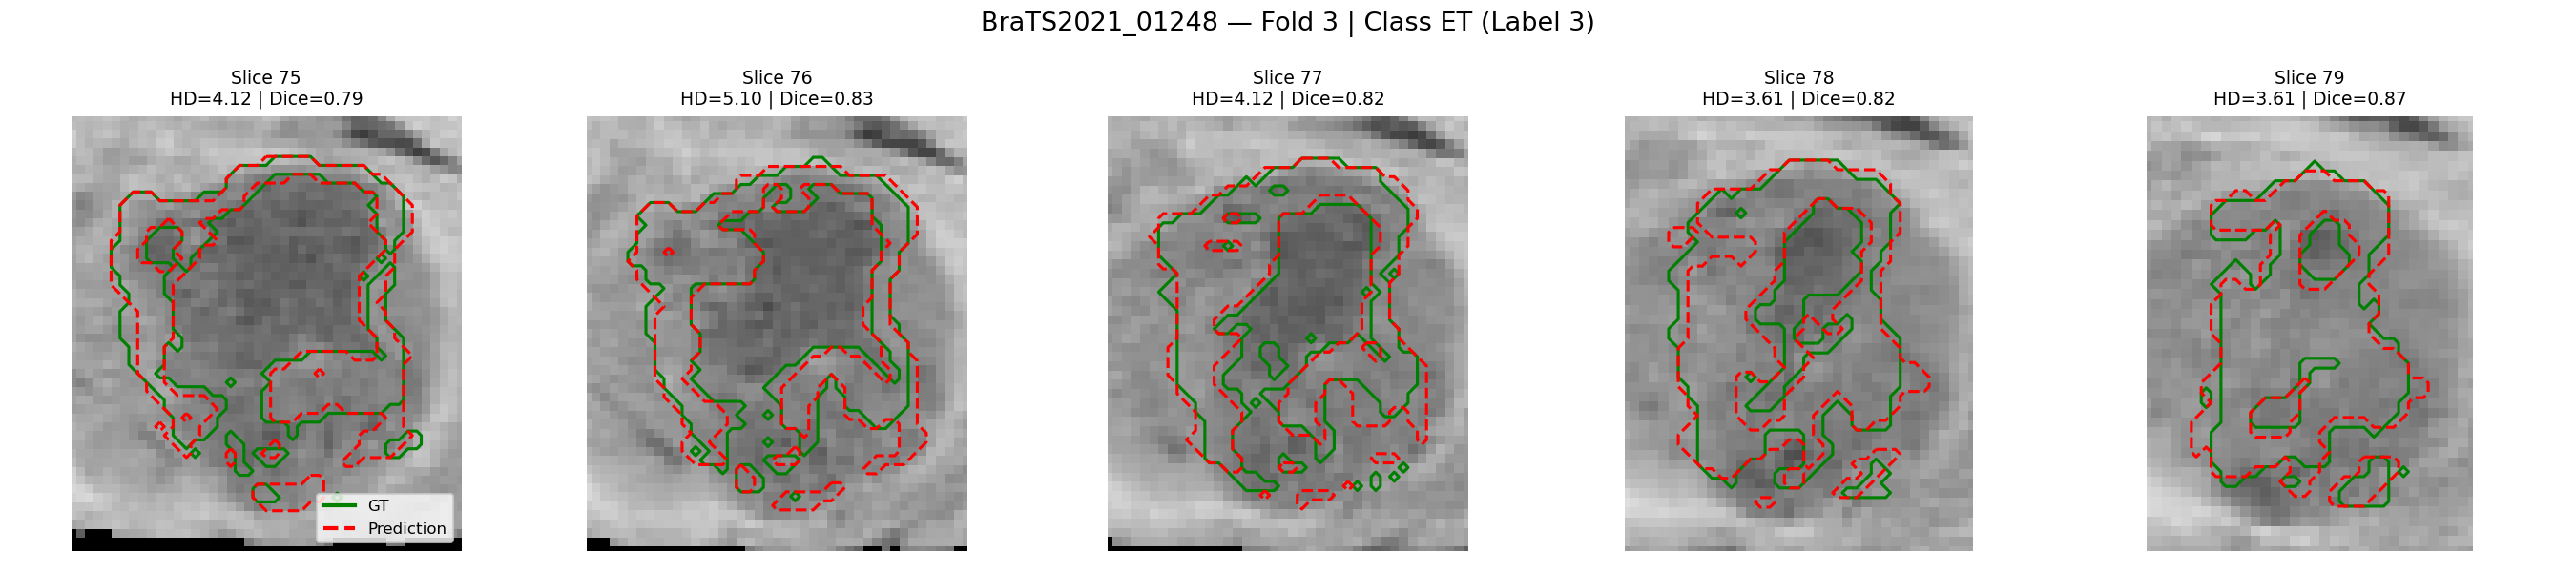 BraTS2021_01248 — Fold 3 | Class ET (Label 3)
Slice 75
HD=4.12 | Dice=0.79
Slice 76
HD=5.10 | Dice=0.83
Slice 77
HD=4.12 | Dice=0.82
Slice 78
HD=3.61 | Dice=0.82
Slice 79
HD=3.61 | Dice=0.87
GT
Prediction